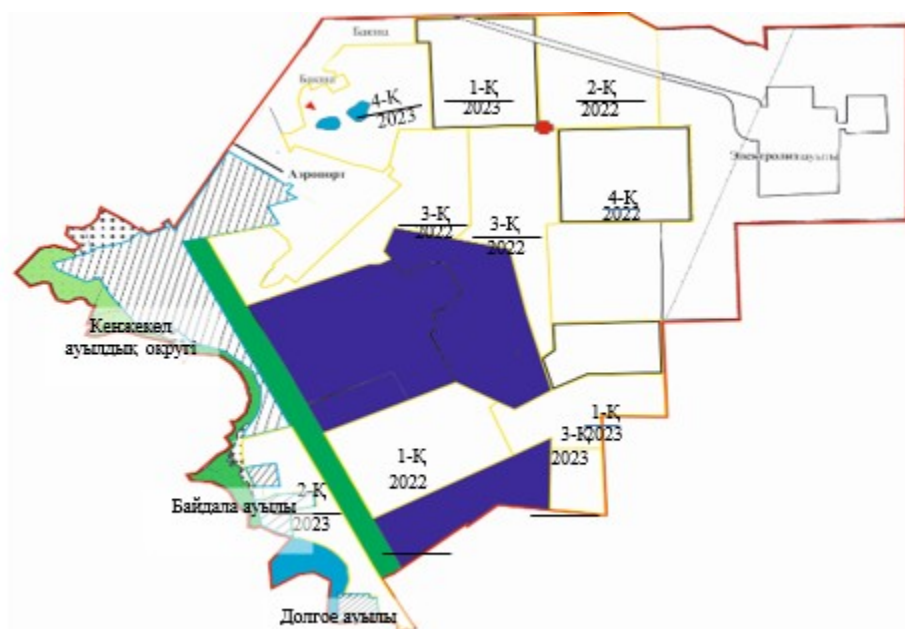 Бакша
Бакша
4-Қ
2023
1-Қ
2023
2-Қ
2022
Электролиз ауылы
Аэропорт
4-Қ
2022
3-Қ
2022
3-Қ
2022
Кенжекөл
ауылдық округі
1-Қ
2023
3-Қ
2023
1-Қ
2022
2-Қ
2023
Байдала ауылы
Долгое ауылы